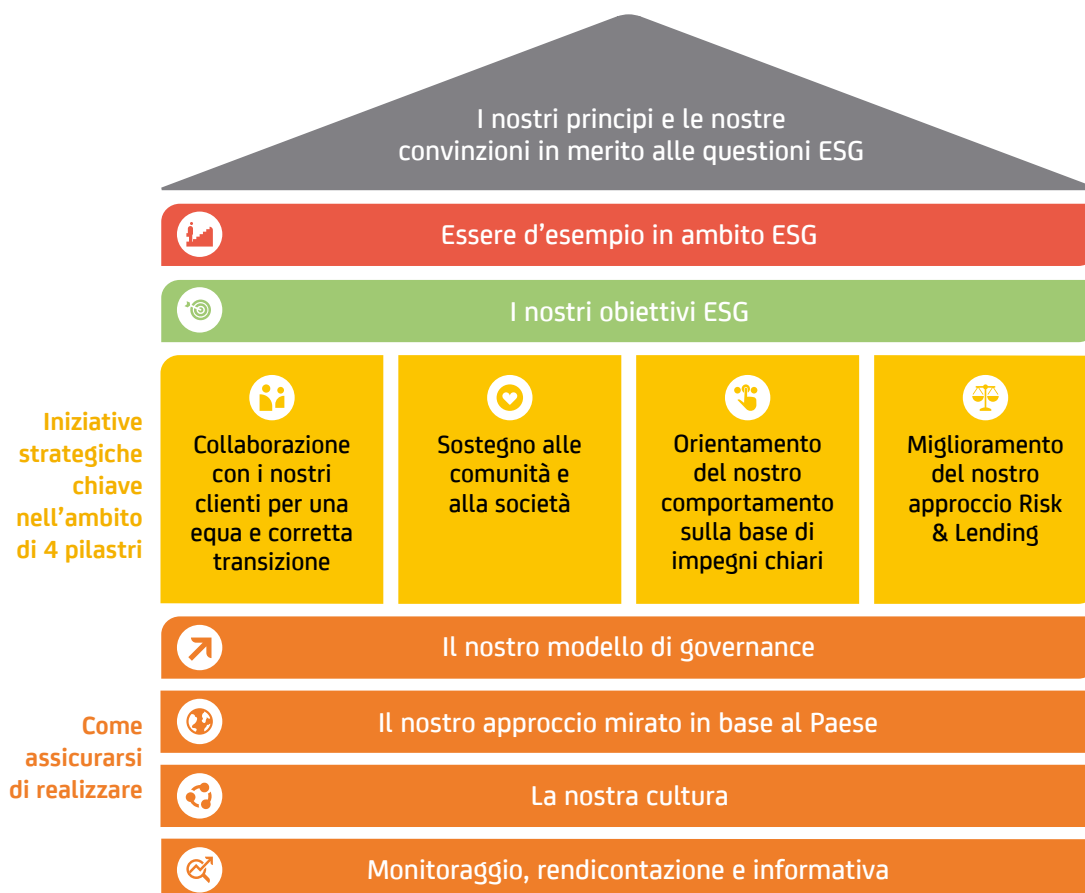 I nostri principi e le nostre
convinzioni in merito alle questioni ESG
Essere d'esempio in ambito ESG
I nostri obiettivi ESG
Iniziative
strategiche
chiave
nell'ambito
di 4 pilastri
Collaborazione
con i nostri
clienti per una
equa e corretta
transizione
Sostegno alle
comunità e
alla società
Orientamento
del nostro
comportamento
sulla base di
impegni chiari
Miglioramento
del nostro
approccio Risk
& Lending
Come
assicurarsi
di realizzare
Il nostro modello di governance
Il nostro approccio mirato in base al Paese
La nostra cultura
Monitoraggio, rendicontazione e informativa